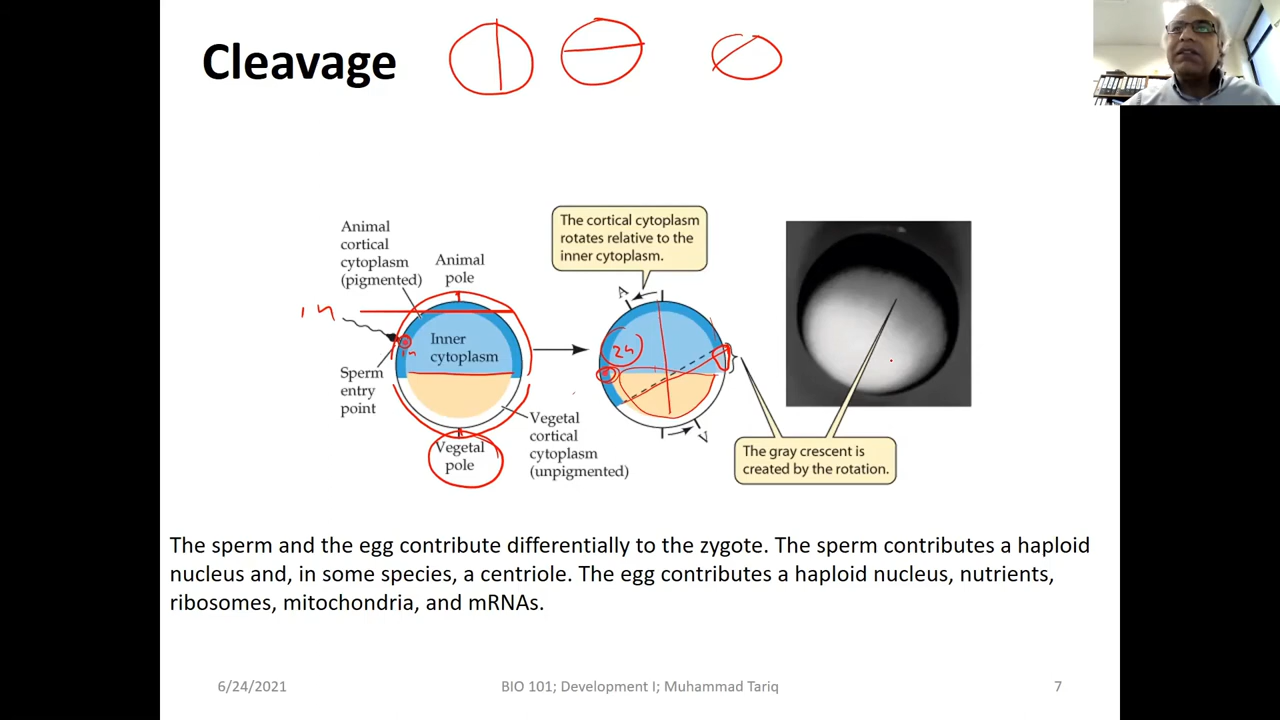 Cleavage
Animal
cortical
cytoplasm
(pigmented)
Animal
pole
The cortical cytoplasm
rotates relative to the
inner cytoplasm.
A
1n
Inner
cytoplasm
1n
2n
Sperm
entry
point
Vegetal
pole
Vegetal
cortical
cytoplasm
(unpigmented)
V
The gray crescent is
created by the rotation.
The sperm and the egg contribute differentially to the zygote. The sperm contributes a haploid
nucleus and, in some species, a centriole. The egg contributes a haploid nucleus, nutrients,
ribosomes, mitochondria, and mRNAs.
6/24/2021
BIO 101; Development I; Muhammad Tariq
7